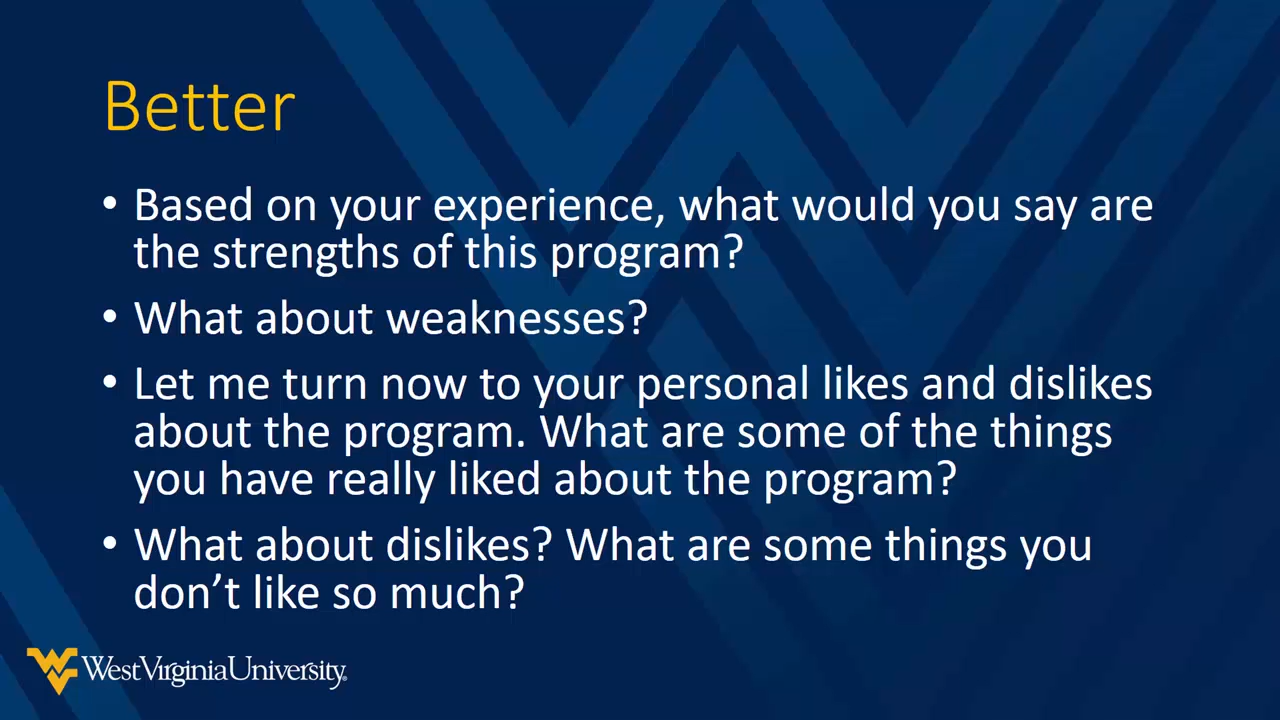 Better
• Based on your experience, what would you say are
the strengths of this program?
• What about weaknesses?
• Let me turn now to your personal likes and dislikes
about the program. What are some of the things
you have really liked about the program?
• What about dislikes? What are some things you
don’t like so much?
WestVirginiaUniversity.